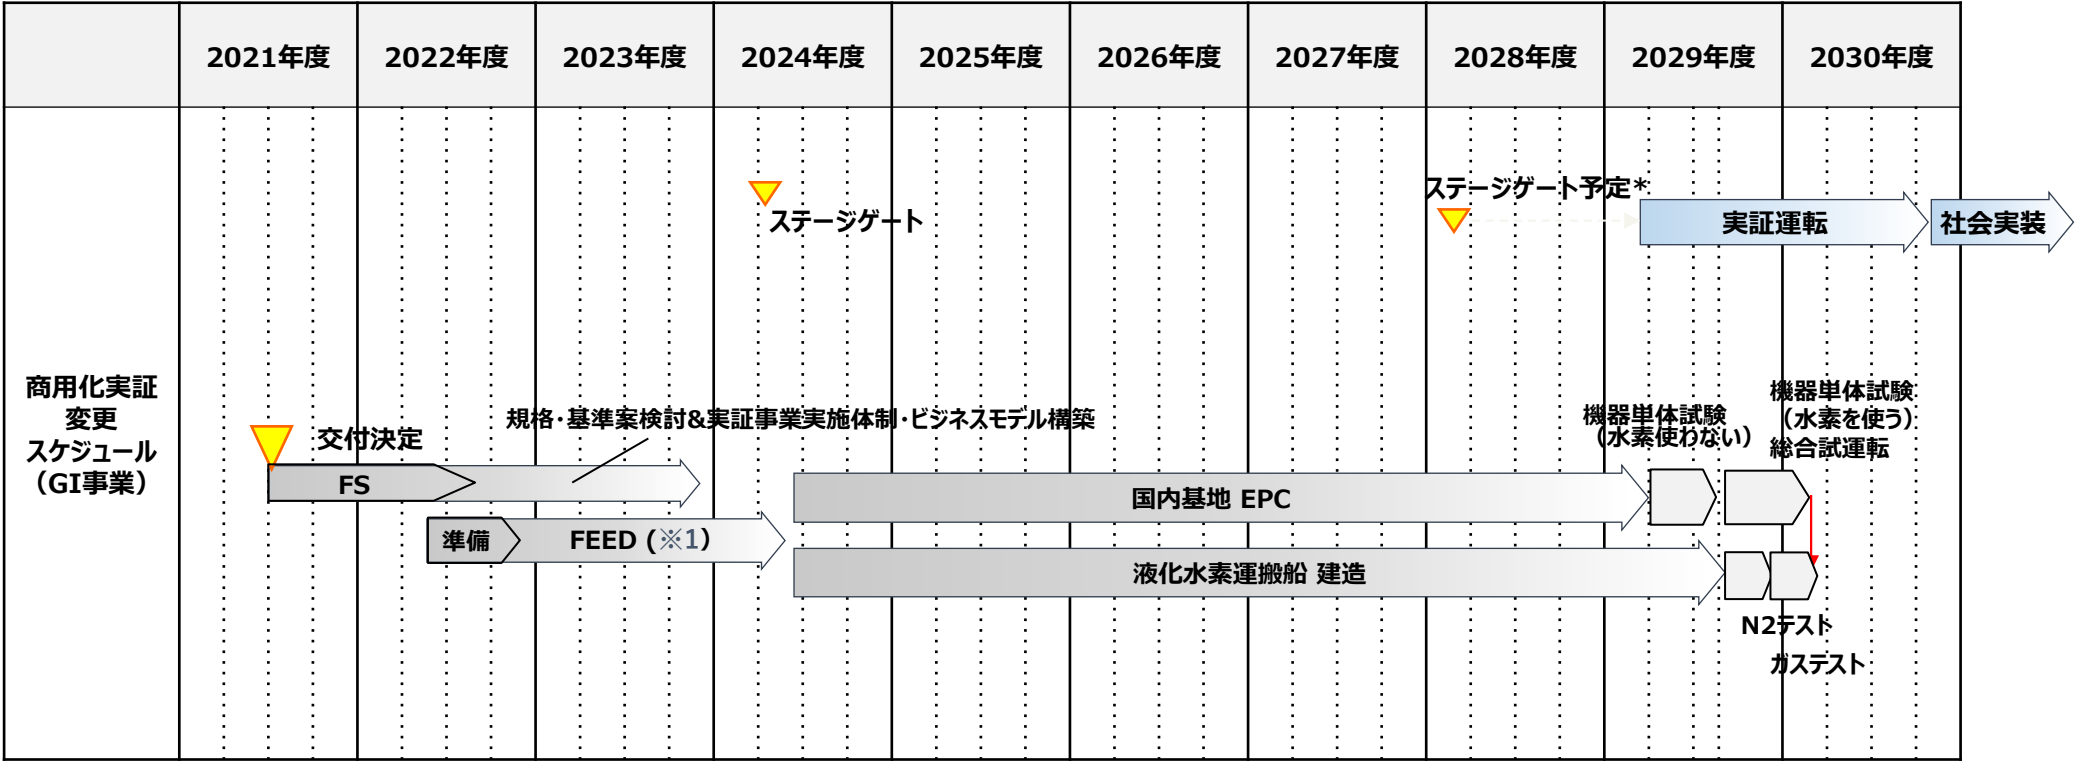 2021年度
2022年度
2023年度
2024年度
2025年度
2026年度
2027年度
2028年度
2029年度
2030年度
商用化実証
変更
スケジュール
（GI事業）
ステージゲート
ステージゲート予定*
実証運転
社会実装
交付決定
規格・基準案検討&実証事業実施体制・ビジネスモデル構築
FS
準備
FEED (※1）
国内基地 EPC
液化水素運搬船 建造
機器単体試験
（水素使わない）
機器単体試験
（水素を使う）
総合試運転
N2テスト
ガステスト